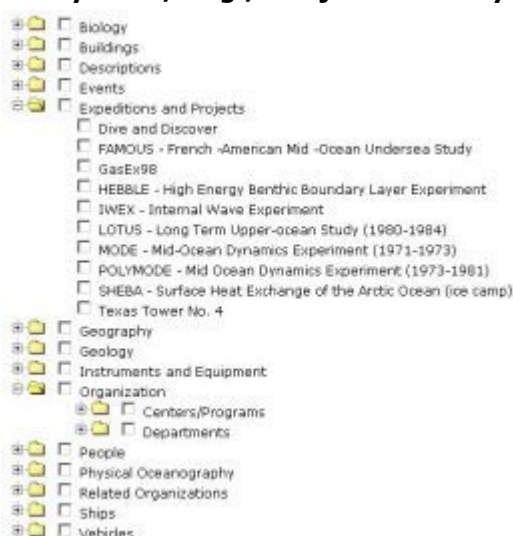 Biology
Buildings
Descriptions
Events
Expeditions and Projects
Dive and Discover
FAMOUS - French -American Mid -Ocean Undersea Study
GasEx98
HEBBLE - High Energy Benthic Boundary Layer Experiment
IWEX - Internal Wave Experiment
LOTUS - Long Term Upper-ocean Study (1980-1984)
MODE - Mid-Ocean Dynamics Experiment (1971-1973)
POLYMODE - Mid Ocean Dynamics Experiment (1973-1981)
SHEBA - Surface Heat Exchange of the Arctic Ocean (ice camp)
Texas Tower No. 4
Geography
Geology
Instruments and Equipment
Organization
Centers/Programs
Departments
People
Physical Oceanography
Related Organizations
Ships
Vehicles